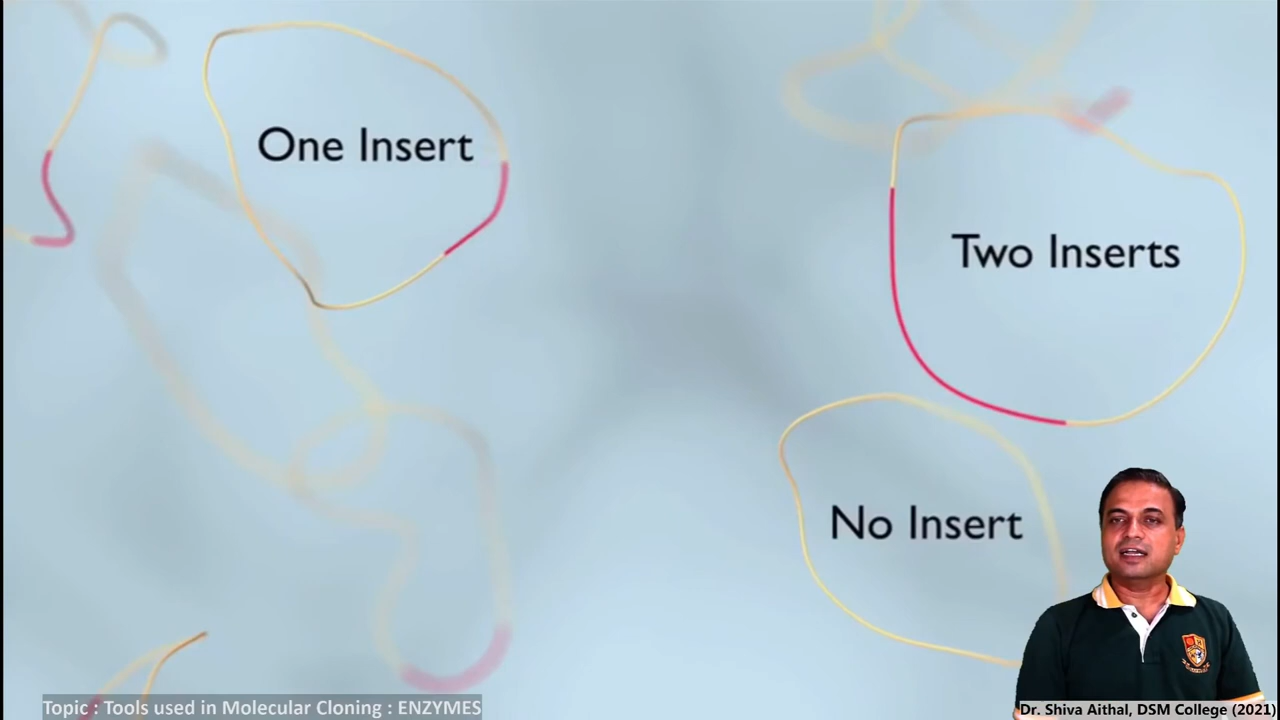 One Insert
Two Inserts
No Insert
Topic : Tools used in Molecular Cloning : ENZYMES
Dr. Shiva Aithal, DSM College (2021)